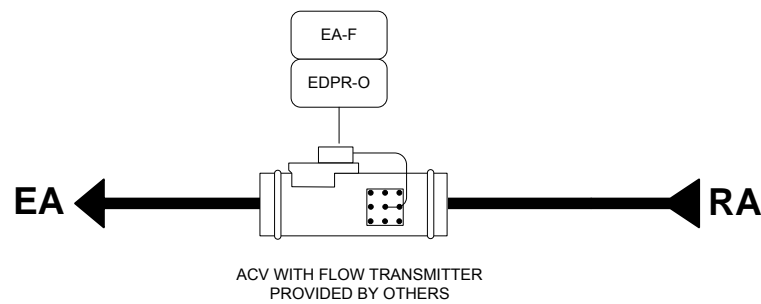 EA-F
EDPR-O
EA
RA
ACV WITH FLOW TRANSMITTER
PROVIDED BY OTHERS